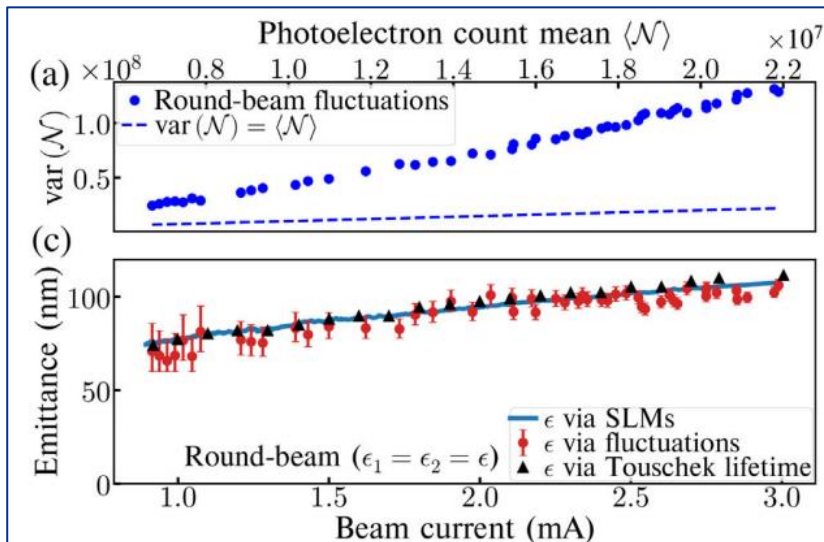 Photoelectron count mean ⟨𝒩⟩
×10⁷
0.8 1.0 1.2 1.4 1.6 1.8 2.0 2.2
(a) ×10⁸
Round-beam fluctuations
var (𝒩) = ⟨𝒩⟩
1.0
0.5
var (𝒩)
(c)
100
50
0
Emittance (nm)
ϵ via SLMs
ϵ via fluctuations
ϵ via Touschek lifetime
Round-beam (ϵ₁ = ϵ₂ = ϵ)
1.0 1.5 2.0 2.5 3.0
Beam current (mA)